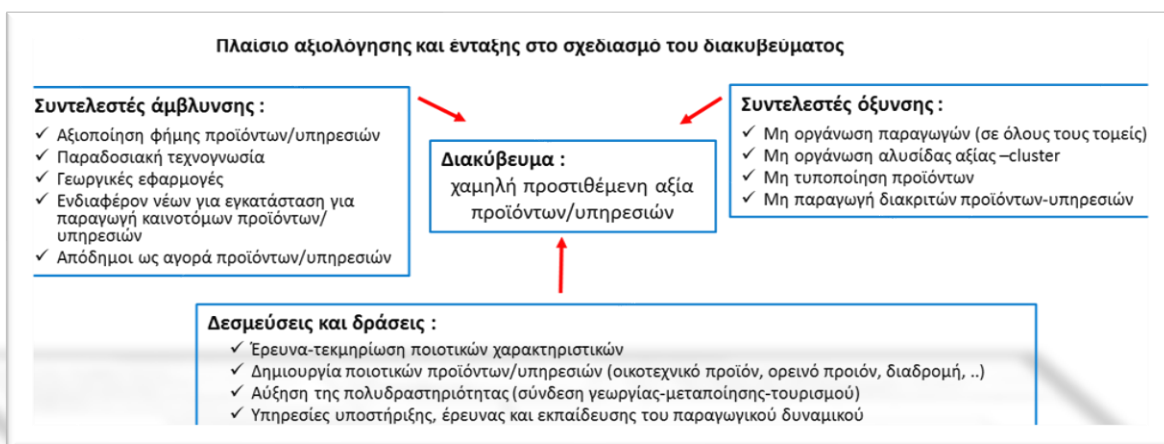 Πλαίσιο αξιολόγησης και ένταξης στο σχεδιασμό του διακυβεύματος
Συντελεστές άμβλυνσης :
✓ Αξιοποίηση φήμης προϊόντων/υπηρεσιών
✓ Παραδοσιακή τεχνογνωσία
✓ Γεωργικές εφαρμογές
✓ Ενδιαφέρον νέων για εγκατάσταση για
παραγωγή καινοτόμων προϊόντων/
υπηρεσιών
✓ Απόδημοι ως αγορά προϊόντων/υπηρεσιών
Διακύβευμα :
χαμηλή προστιθέμενη αξία
προϊόντων/υπηρεσιών
Συντελεστές όξυνσης :
✓ Μη οργάνωση παραγωγών (σε όλους τους τομείς)
✓ Μη οργάνωση αλυσίδας αξίας –cluster
✓ Μη τυποποίηση προϊόντων
✓ Μη παραγωγή διακριτών προϊόντων-υπηρεσιών
Δεσμεύσεις και δράσεις :
✓ Έρευνα-τεκμηρίωση ποιοτικών χαρακτηριστικών
✓ Δημιουργία ποιοτικών προϊόντων/υπηρεσιών (οικοτεχνικό προϊόν, ορεινό προιόν, διαδρομή, ..)
✓ Αύξηση της πολυδραστηριότητας (σύνδεση γεωργίας-μεταποίησης-τουρισμού)
✓ Υπηρεσίες υποστήριξης, έρευνας και εκπαίδευσης του παραγωγικού δυναμικού